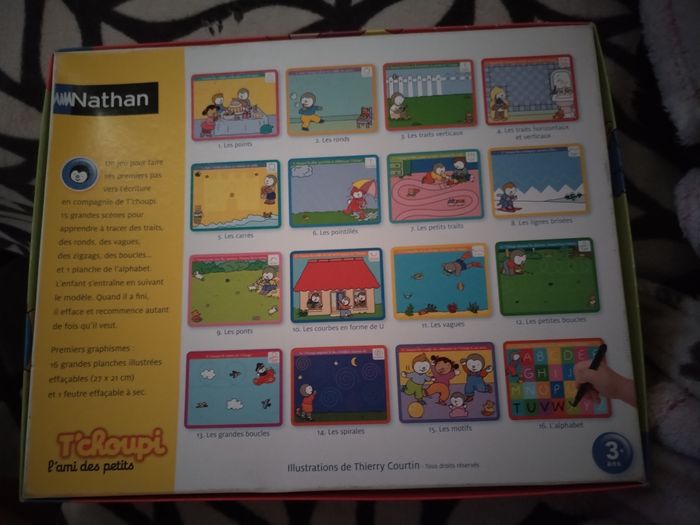 Nathan
Un jeu pour faire
ses premiers pas
vers l'écriture
en compagnie de T'choupi.
15 grandes scènes pour
apprendre à tracer des traits,
des ronds, des vagues,
des zigzags, des boucles...
et 1 planche de l'alphabet.
L'enfant s'entraîne en suivant
le modèle. Quand il a fini,
il efface et recommence autant
de fois qu'il veut.
Premiers graphismes :
16 grandes planches illustrées
effaçables (27 x 21 cm)
et 1 feutre effaçable à sec.
T'choupi
l'ami des petits
1. Les points
2. Les ronds
3. Les traits verticaux
4. Les traits horizontaux
et verticaux
5. Les carrés
6. Les pointillés
7. Les petits traits
8. Les lignes brisées
9. Les ponts
10. Les courbes en forme de U
11. Les vagues
12. Les petites boucles
13. Les grandes boucles
14. Les spirales
15. Les motifs
16. L'alphabet
Illustrations de Thierry Courtin - Tous droits réservés
3+
ans